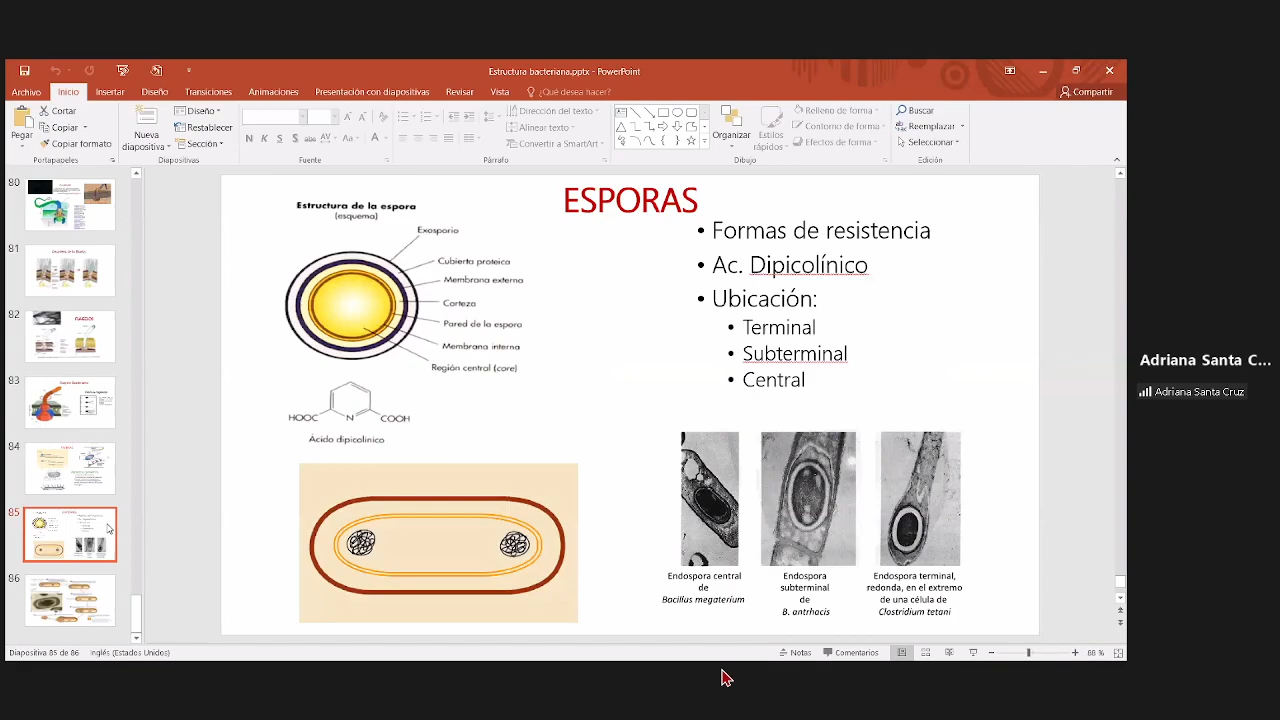 Estructura bacteriana.pptx - PowerPoint
Archivo Inicio Insertar Diseño Transiciones Animaciones Presentación con diapositivas Revisar Vista ¿Qué desea hacer? Compartir
Pegar
Cortar
Copiar
Copiar formato
Portapapeles
Nueva
diapositiva
Diseño
Restablecer
Sección
Diapositivas
N K S S abc AV Aa A
Fuente
Dirección del texto
Alinear texto
Convertir a SmartArt
Párrafo
Organizar
Estilos
rápidos
Relleno de forma
Contorno de forma
Efectos de forma
Dibujo
Buscar
Reemplazar
Seleccionar
Edición
80
81
82
83
84
85
86
ESPORAS
Estructura de la espora
(esquema)
Exosporio
Cubierta proteica
Membrana externa
Corteza
Pared de la espora
Membrana interna
Región central (core)
HOOC N COOH
Ácido dipicolínico
• Formas de resistencia
• Ac. Dipicolínico
• Ubicación:
• Terminal
• Subterminal
• Central
Endospora central
de
Bacillus megaterium
Endospora
subterminal
de
B. antrhacis
Endospora terminal,
redonda, en el extremo
de una célula de
Clostridium tetani
Diapositiva 85 de 86 Inglés (Estados Unidos) Notas Comentarios 88 %
Adriana Santa C...
Adriana Santa Cruz